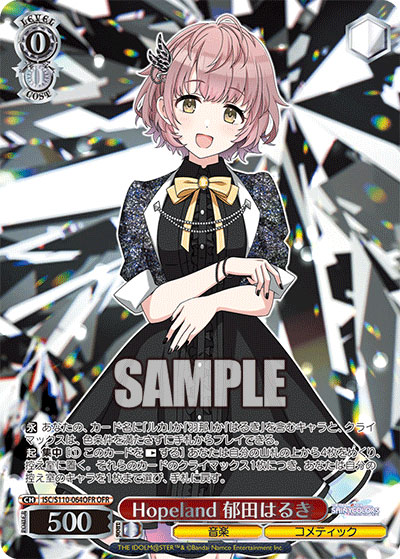 LEVEL
0
0
COST
SAMPLE
永 あなたの、カード名に「ルカ」か「羽那」か「はるき」を含むキャラと、クライ
マックスは、色条件を満たさずに手札からプレイできる。
起 集中 [(1) このカードを する] あなたは自分の山札の上から4枚をめくり、
控え室に置く。それらのカードのクライマックス1枚につき、あなたは自分の控え
室のキャラを1枚まで選び、手札に戻す。
SHINYCOLORS
CH ISC/S110-064OFR OFR
Hopeland 郁田はるき
POWER
500
音楽
コメティック
THE IDOLM@STER™& ©Bandai Namco Entertainment Inc.